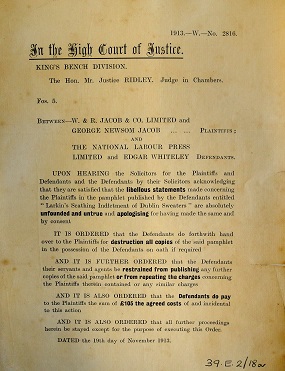 1913.—W.—No. 2816.
In the High Court of Justice.
KING'S BENCH DIVISION.
The Hon. Mr. Justice RIDLEY. Judge in Chambers.
Fos. 5.
BETWEEN—W. & R. JACOB & CO. LIMITED and
GEORGE NEWSOM JACOB ... ... PLAINTIFFS;
AND
THE NATIONAL LABOUR PRESS
LIMITED and EDGAR WHITELEY DEFENDANTS.
UPON HEARING the Solicitors for the Plaintiffs and
Defendants and the Defendants by their Solicitors acknowledging
that they are satisfied that the libellous statements made concerning
the Plaintiffs in the pamphlet published by the Defendants entitled
"Larkin's Scathing Indictment of Dublin Sweaters" are absolutely
unfounded and untrue and apologising for having made the same and
by consent
IT IS ORDERED that the Defendants do forthwith hand
over to the Plaintiffs for destruction all copies of the said pamphlet
in the possession of the Defendants on oath if required
AND IT IS FURTHER ORDERED that the Defendants
their servants and agents be restrained from publishing any further
copies of the said pamphlet or from repeating the charges concerning
the Plaintiffs therein contained or any similar charges
AND IT IS ALSO ORDERED that the Defendants do pay
to the Plaintiffs the sum of £105 the agreed costs of and incidental
to this action
AND IT IS ALSO ORDERED that all further proceedings
herein be stayed except for the purpose of executing this Order.
DATED the 19th day of November 1913.
39.E.2/18a